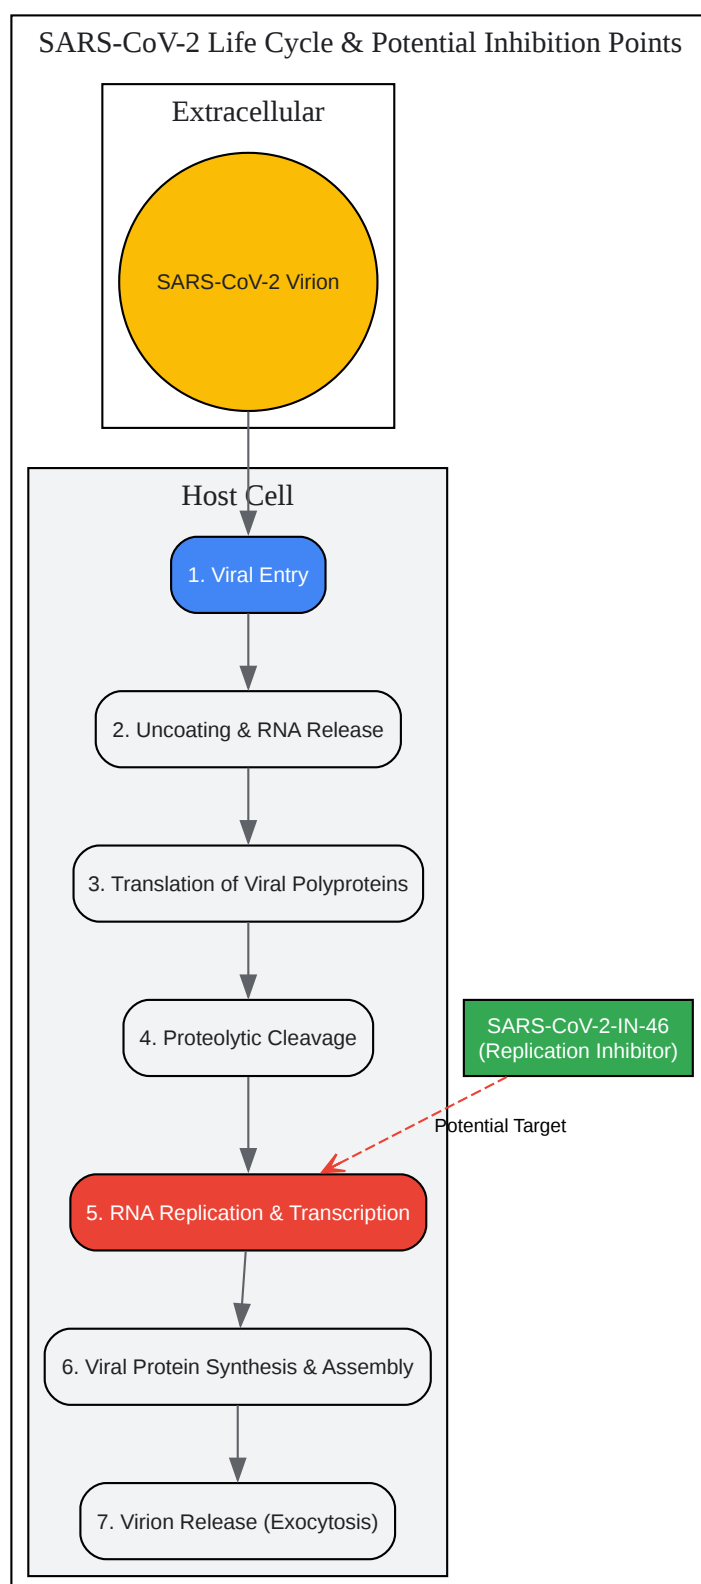 SARS-CoV-2 Life Cycle & Potential Inhibition Points
Extracellular
SARS-CoV-2 Virion
Host Cell
1. Viral Entry
2. Uncoating & RNA Release
3. Translation of Viral Polyproteins
4. Proteolytic Cleavage
SARS-CoV-2-IN-46
(Replication Inhibitor)
Potential Target
5. RNA Replication & Transcription
6. Viral Protein Synthesis & Assembly
7. Virion Release (Exocytosis)